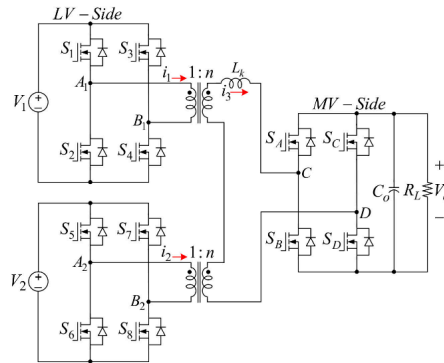 LV-Side
S1
S3
A1
i1
1:n
Lk
i3
V1
B1
S2
S4
MV-Side
SA
SC
C
Co
RL
+
D
−
SB
SD
S5
S7
A2
i2
1:n
V2
B2
S6
S8